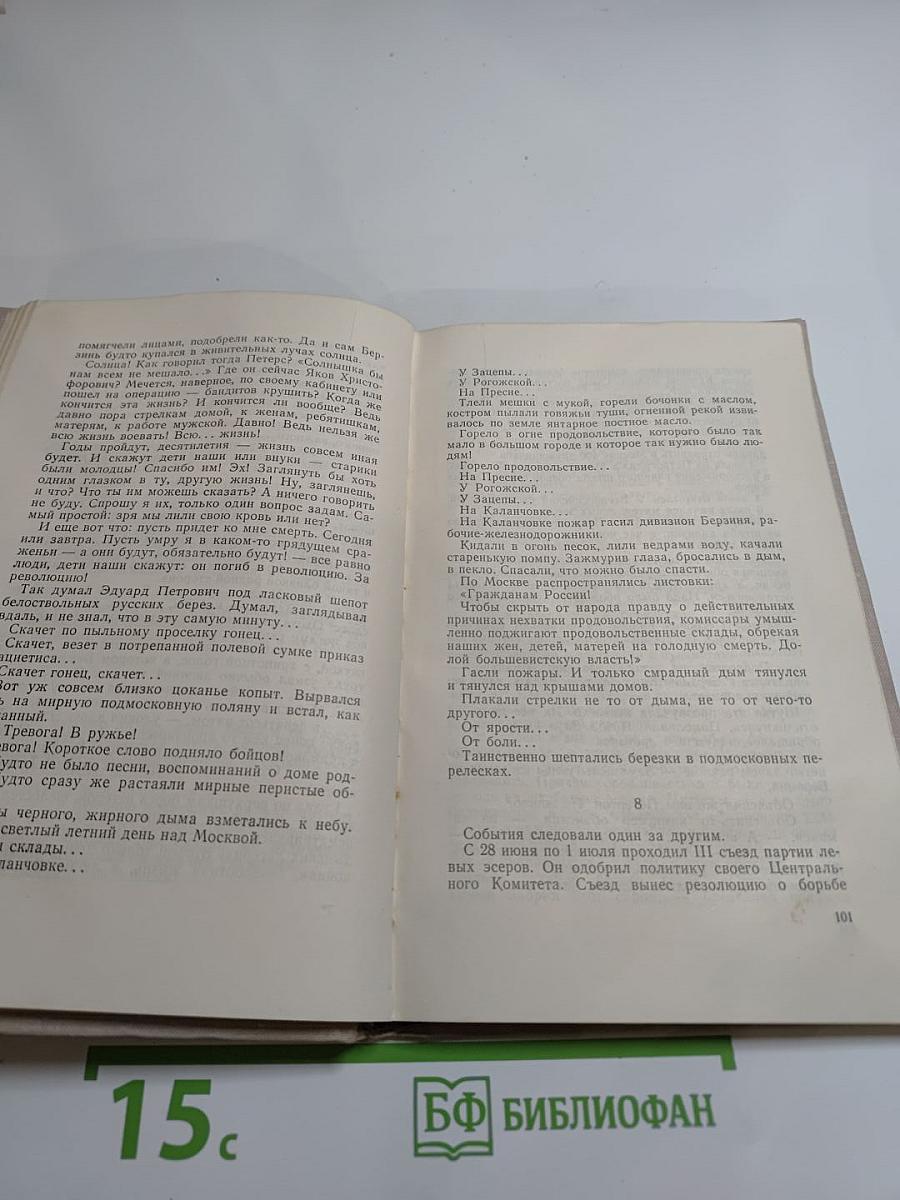 помягчели лицами, подобрели как-то. Да и сам Бер-
зинь будто купался в живительных лучах солнца.
Солнца! Как говорил тогда Петерс? «Солнышка бы
нам всем не мешало...» Где он сейчас Яков Христо-
форович? Мечется, наверное, по своему кабинету или
пошел на операцию — бандитов крушить? Когда же
кончится эта жизнь? И кончится ли вообще? Ведь
давно пора стрелкам домой, к женам, ребятишкам,
матерям, к работе мужской. Давно! Ведь нельзя же
всю жизнь воевать! Всю... жизнь!
Годы пройдут, десятилетия — жизнь совсем иная
будет. И скажут дети наши или внуки — старики
были молодцы! Спасибо им! Эх! Заглянуть бы хоть
одним глазком в ту, другую жизнь! Ну, заглянешь,
и что? Что ты им можешь сказать? А ничего говорить
не буду. Спрошу я их, только один вопрос задам. Са-
мый простой: зря мы лили свою кровь или нет?
И еще вот что: пусть придет ко мне смерть. Сегодня
или завтра. Пусть умру я в каком-то грядущем сра-
женьи — а они будут, обязательно будут! — все равно
люди, дети наши скажут: он погиб в революцию. За
революцию!
Так думал Эдуард Петрович под ласковый шепот
белоствольных русских берез. Думал, заглядывал
вдаль, и не знал, что в эту самую минуту...
Скачет по пыльному проселку гонец...
Скачет, везет в потрепанной полевой сумке приказ
ацнетиса...
Скачет гонец, скачет...
Вот уж совсем близко цоканье копыт. Вырвался
ь на мирную подмосковную поляну и встал, как
анный.
Тревога! В ружье!
евога! Короткое слово подняло бойцов!
удто не было песни, воспоминаний о доме род-
удто сразу же растаяли мирные перистые об-
ы черного, жирного дыма взметались к небу.
светлый летний день над Москвой.
и склады...
ланчовке...
У Зацепы...
У Рогожской...
На Пресне...
Тлели мешки с мукой, горели бочонки с маслом,
костром пылали говяжьи туши, огненной рекой изви-
валось по земле янтарное постное масло.
Горело в огне продовольствие, которого было так
мало в большом городе и которое так нужно было лю-
дям!
Горело продовольствие...
На Пресне...
У Рогожской...
У Зацепы...
На Каланчовке...
На Каланчовке пожар гасил дивизион Берзиня, ра-
бочие-железнодорожники.
Кидали в огонь песок, лили ведрами воду, качали
старенькую помпу. Зажмурив глаза, бросались в дым,
в пекло. Спасали, что можно было спасти.
По Москве распространялись листовки:
«Гражданам России!
Чтобы скрыть от народа правду о действительных
причинах нехватки продовольствия, комиссары умыш-
ленно поджигают продовольственные склады, обрекая
наших жен, детей, матерей на голодную смерть. До-
лой большевистскую власть!»
Гасли пожары. И только смрадный дым тянулся
и тянулся над крышами домов.
Плакали стрелки не то от дыма, не то от чего-то
другого...
От ярости...
От боли...
Таинственно шептались березки в подмосковных пе-
релесках.
8
События следовали один за другим.
С 28 июня по 1 июля проходил III съезд партии ле-
вых эсеров. Он одобрил политику своего Централь-
ного Комитета. Съезд вынес резолюцию о борьбе
101
15 с
БФ БИБЛИОФАН